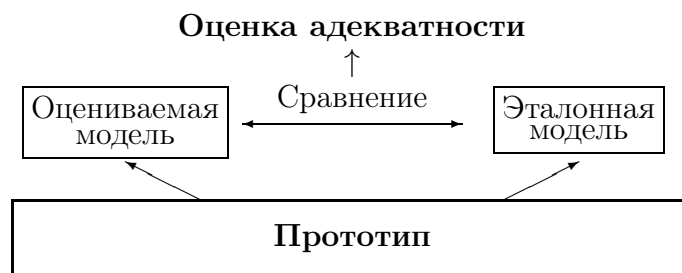 Оценка адекватности
Сравнение
Оцениваемая
модель
Эталонная
модель
Прототип